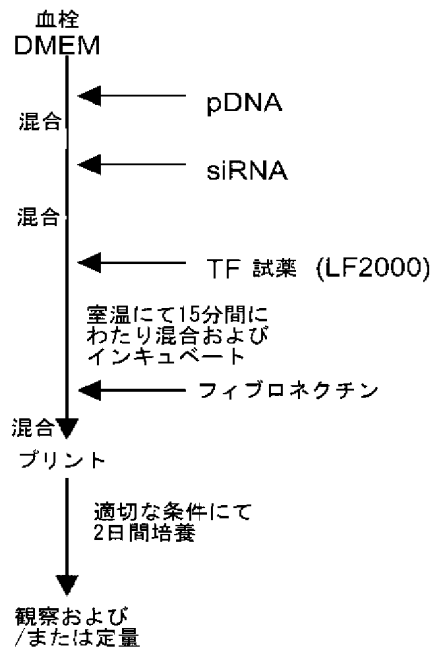 血栓
DMEM
pDNA
混合
siRNA
混合
TF 試薬 (LF2000)
室温にて15分間に
わたり混合および
インキュベート
フィブロネクチン
混合
プリント
適切な条件にて
2日間培養
観察および
/または定量